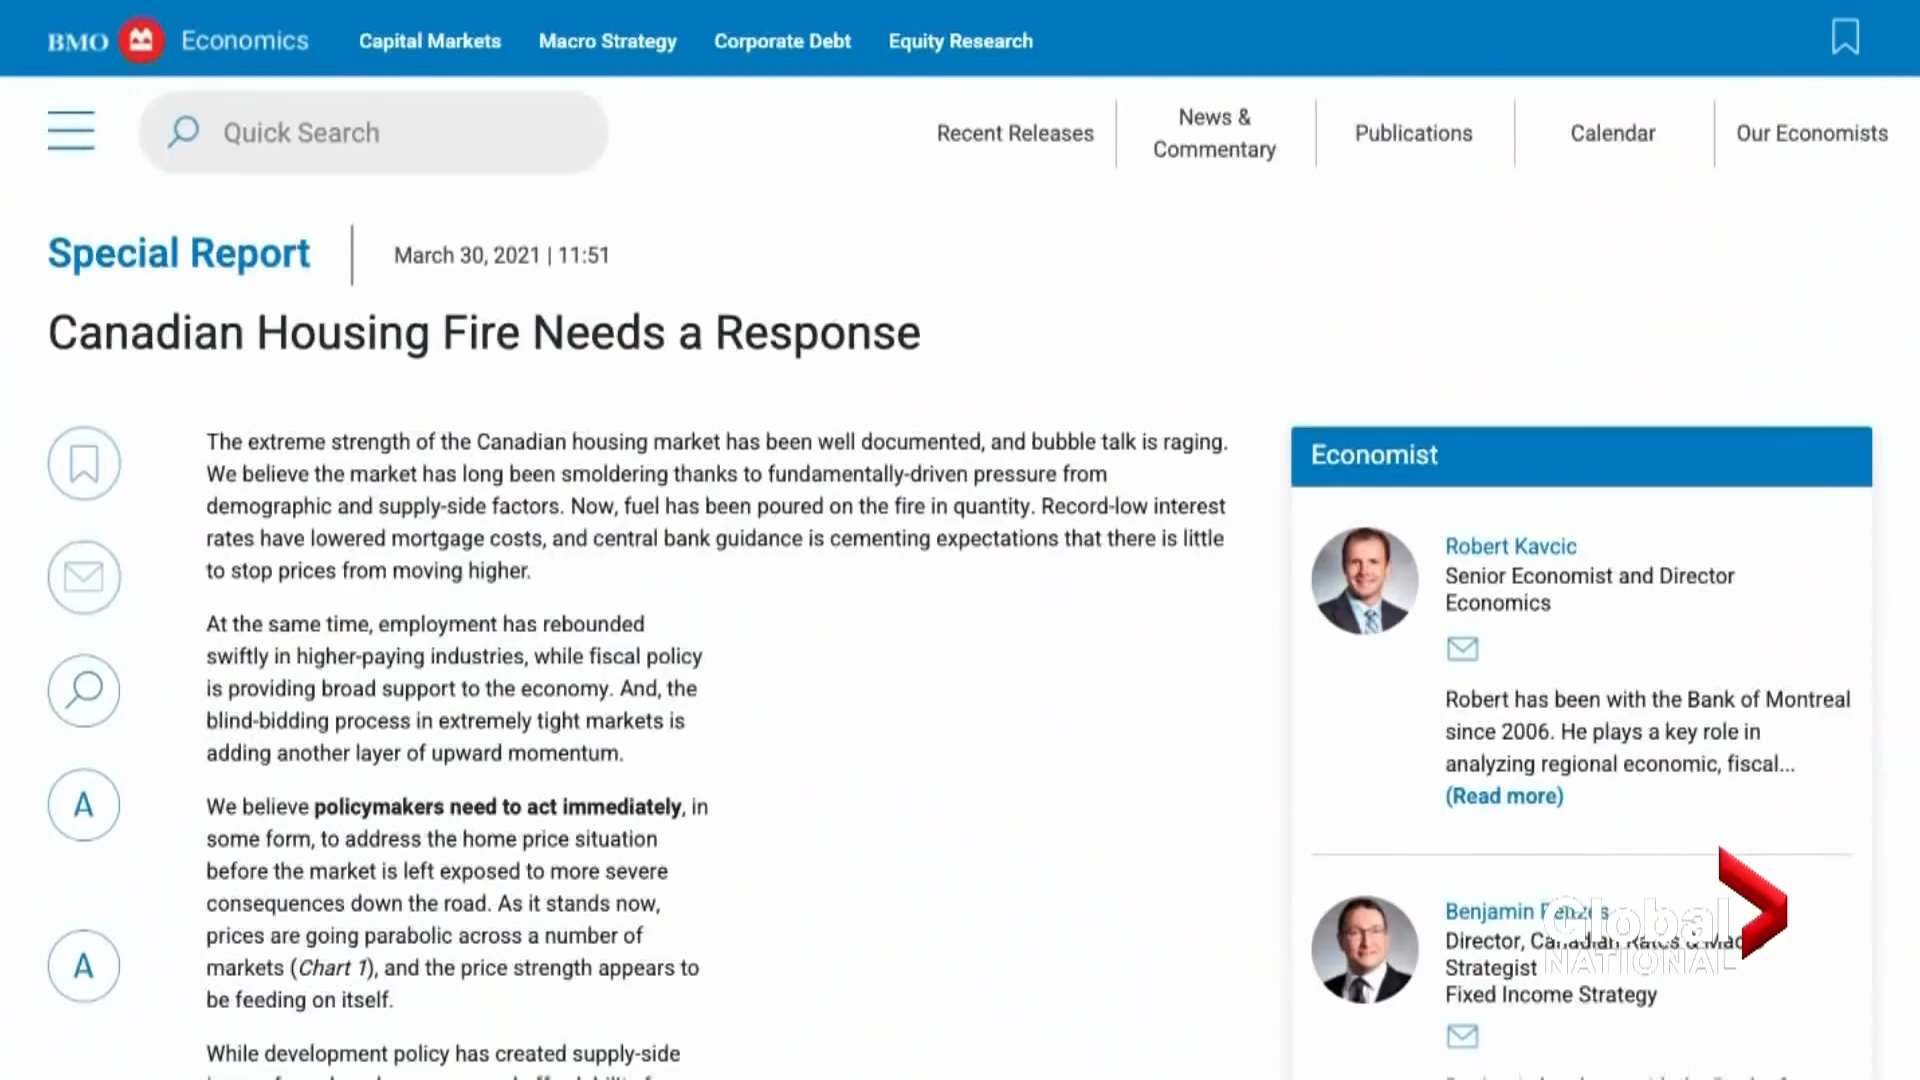 BMO Economics Capital Markets Macro Strategy Corporate Debt Equity Research
Quick Search
Recent Releases
News &
Commentary
Publications
Calendar
Our Economists
Special Report
March 30, 2021 | 11:51
Canadian Housing Fire Needs a Response
The extreme strength of the Canadian housing market has been well documented, and bubble talk is raging.
We believe the market has long been smoldering thanks to fundamentally-driven pressure from
demographic and supply-side factors. Now, fuel has been poured on the fire in quantity. Record-low interest
rates have lowered mortgage costs, and central bank guidance is cementing expectations that there is little
to stop prices from moving higher.
At the same time, employment has rebounded
swiftly in higher-paying industries, while fiscal policy
is providing broad support to the economy. And, the
blind-bidding process in extremely tight markets is
adding another layer of upward momentum.
We believe policymakers need to act immediately, in
some form, to address the home price situation
before the market is left exposed to more severe
consequences down the road. As it stands now,
prices are going parabolic across a number of
markets (Chart 1), and the price strength appears to
be feeding on itself.
While development policy has created supply-side
A
A
Economist
Robert Kavcic
Senior Economist and Director
Economics
Robert has been with the Bank of Montreal
since 2006. He plays a key role in
analyzing regional economic, fiscal...
(Read more)
Benjamin
Director, Canadian Rates &
Strategist
Fixed Income Strategy
Global
NATIONAL